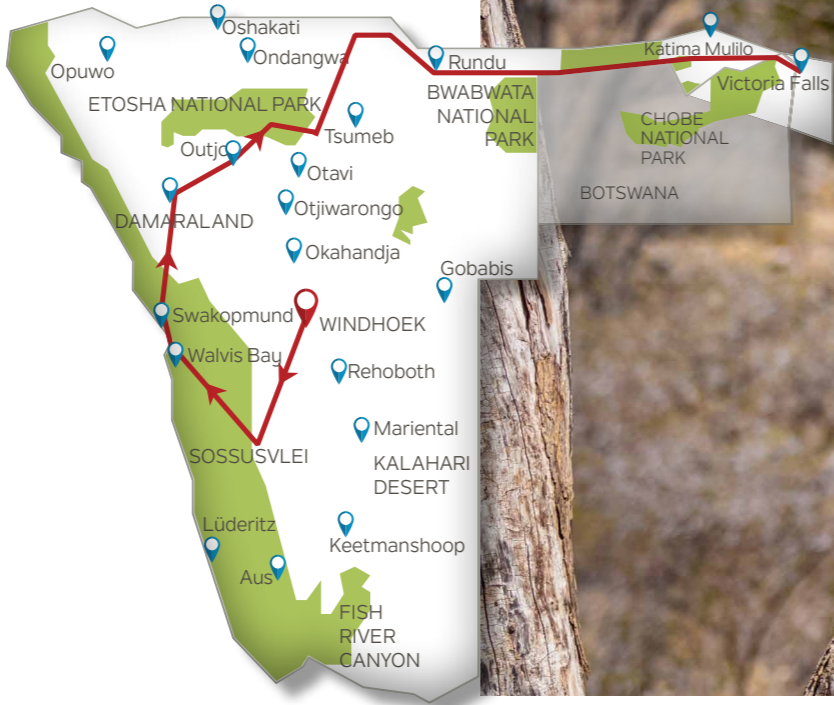 Oshakati
Ondangwa
Opuwo
Rundu
Katima Mulilo
Victoria Falls
ETOSHA NATIONAL PARK
BWABWATA
NATIONAL
PARK
Tsumeb
CHOBE
NATIONAL
PARK
Outjo
Otavi
BOTSWANA
DAMARALAND
Otjiwarongo
Okahandja
Gobabis
Swakopmund
WINDHOEK
Walvis Bay
Rehoboth
Mariental
SOSSUSVLEI
KALAHARI
DESERT
Lüderitz
Keetmanshoop
Aus
FISH
RIVER
CANYON